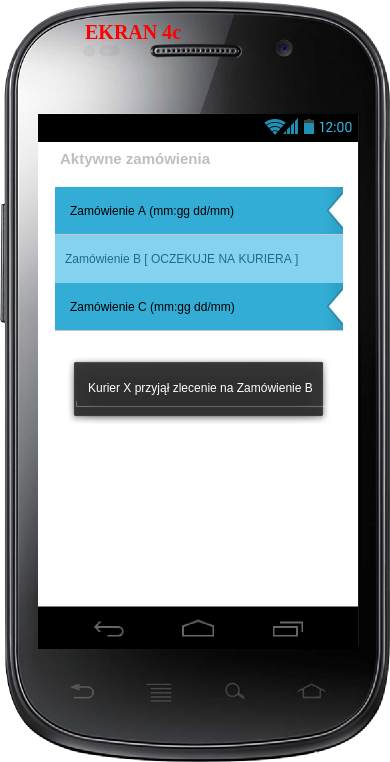 EKRAN 4c
12:00
Aktywne zamówienia
Zamówienie A (mm:gg dd/mm)
Zamówienie B [ OCZEKUJE NA KURIERA ]
Zamówienie C (mm:gg dd/mm)
Kurier X przyjął zlecenie na Zamówienie B